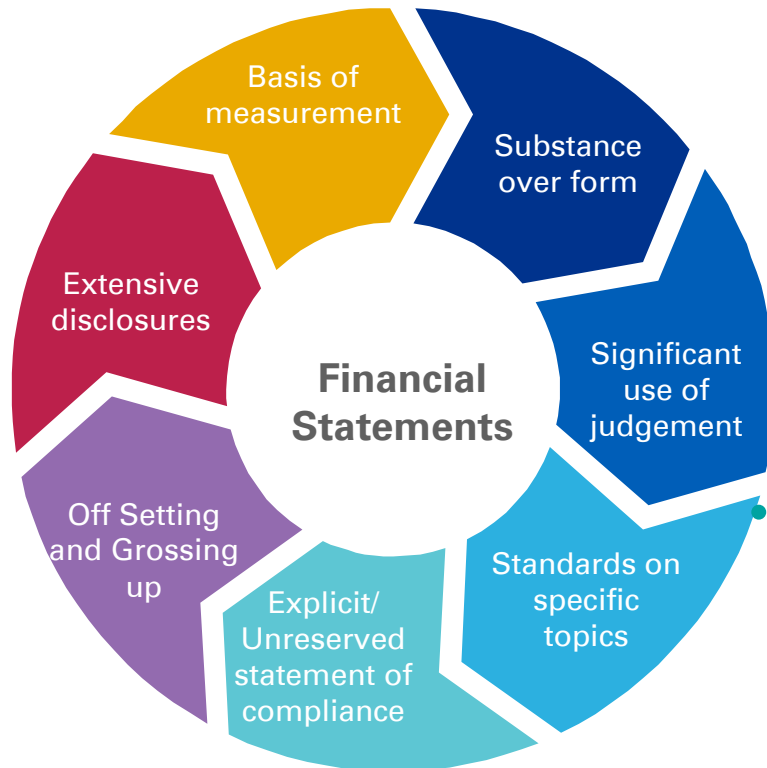 Basis of
measurement
Substance
over form
Significant
use of
judgement
Standards on
specific
topics
Explicit/
Unreserved
statement of
compliance
Off Setting
and Grossing
up
Extensive
disclosures
Financial
Statements